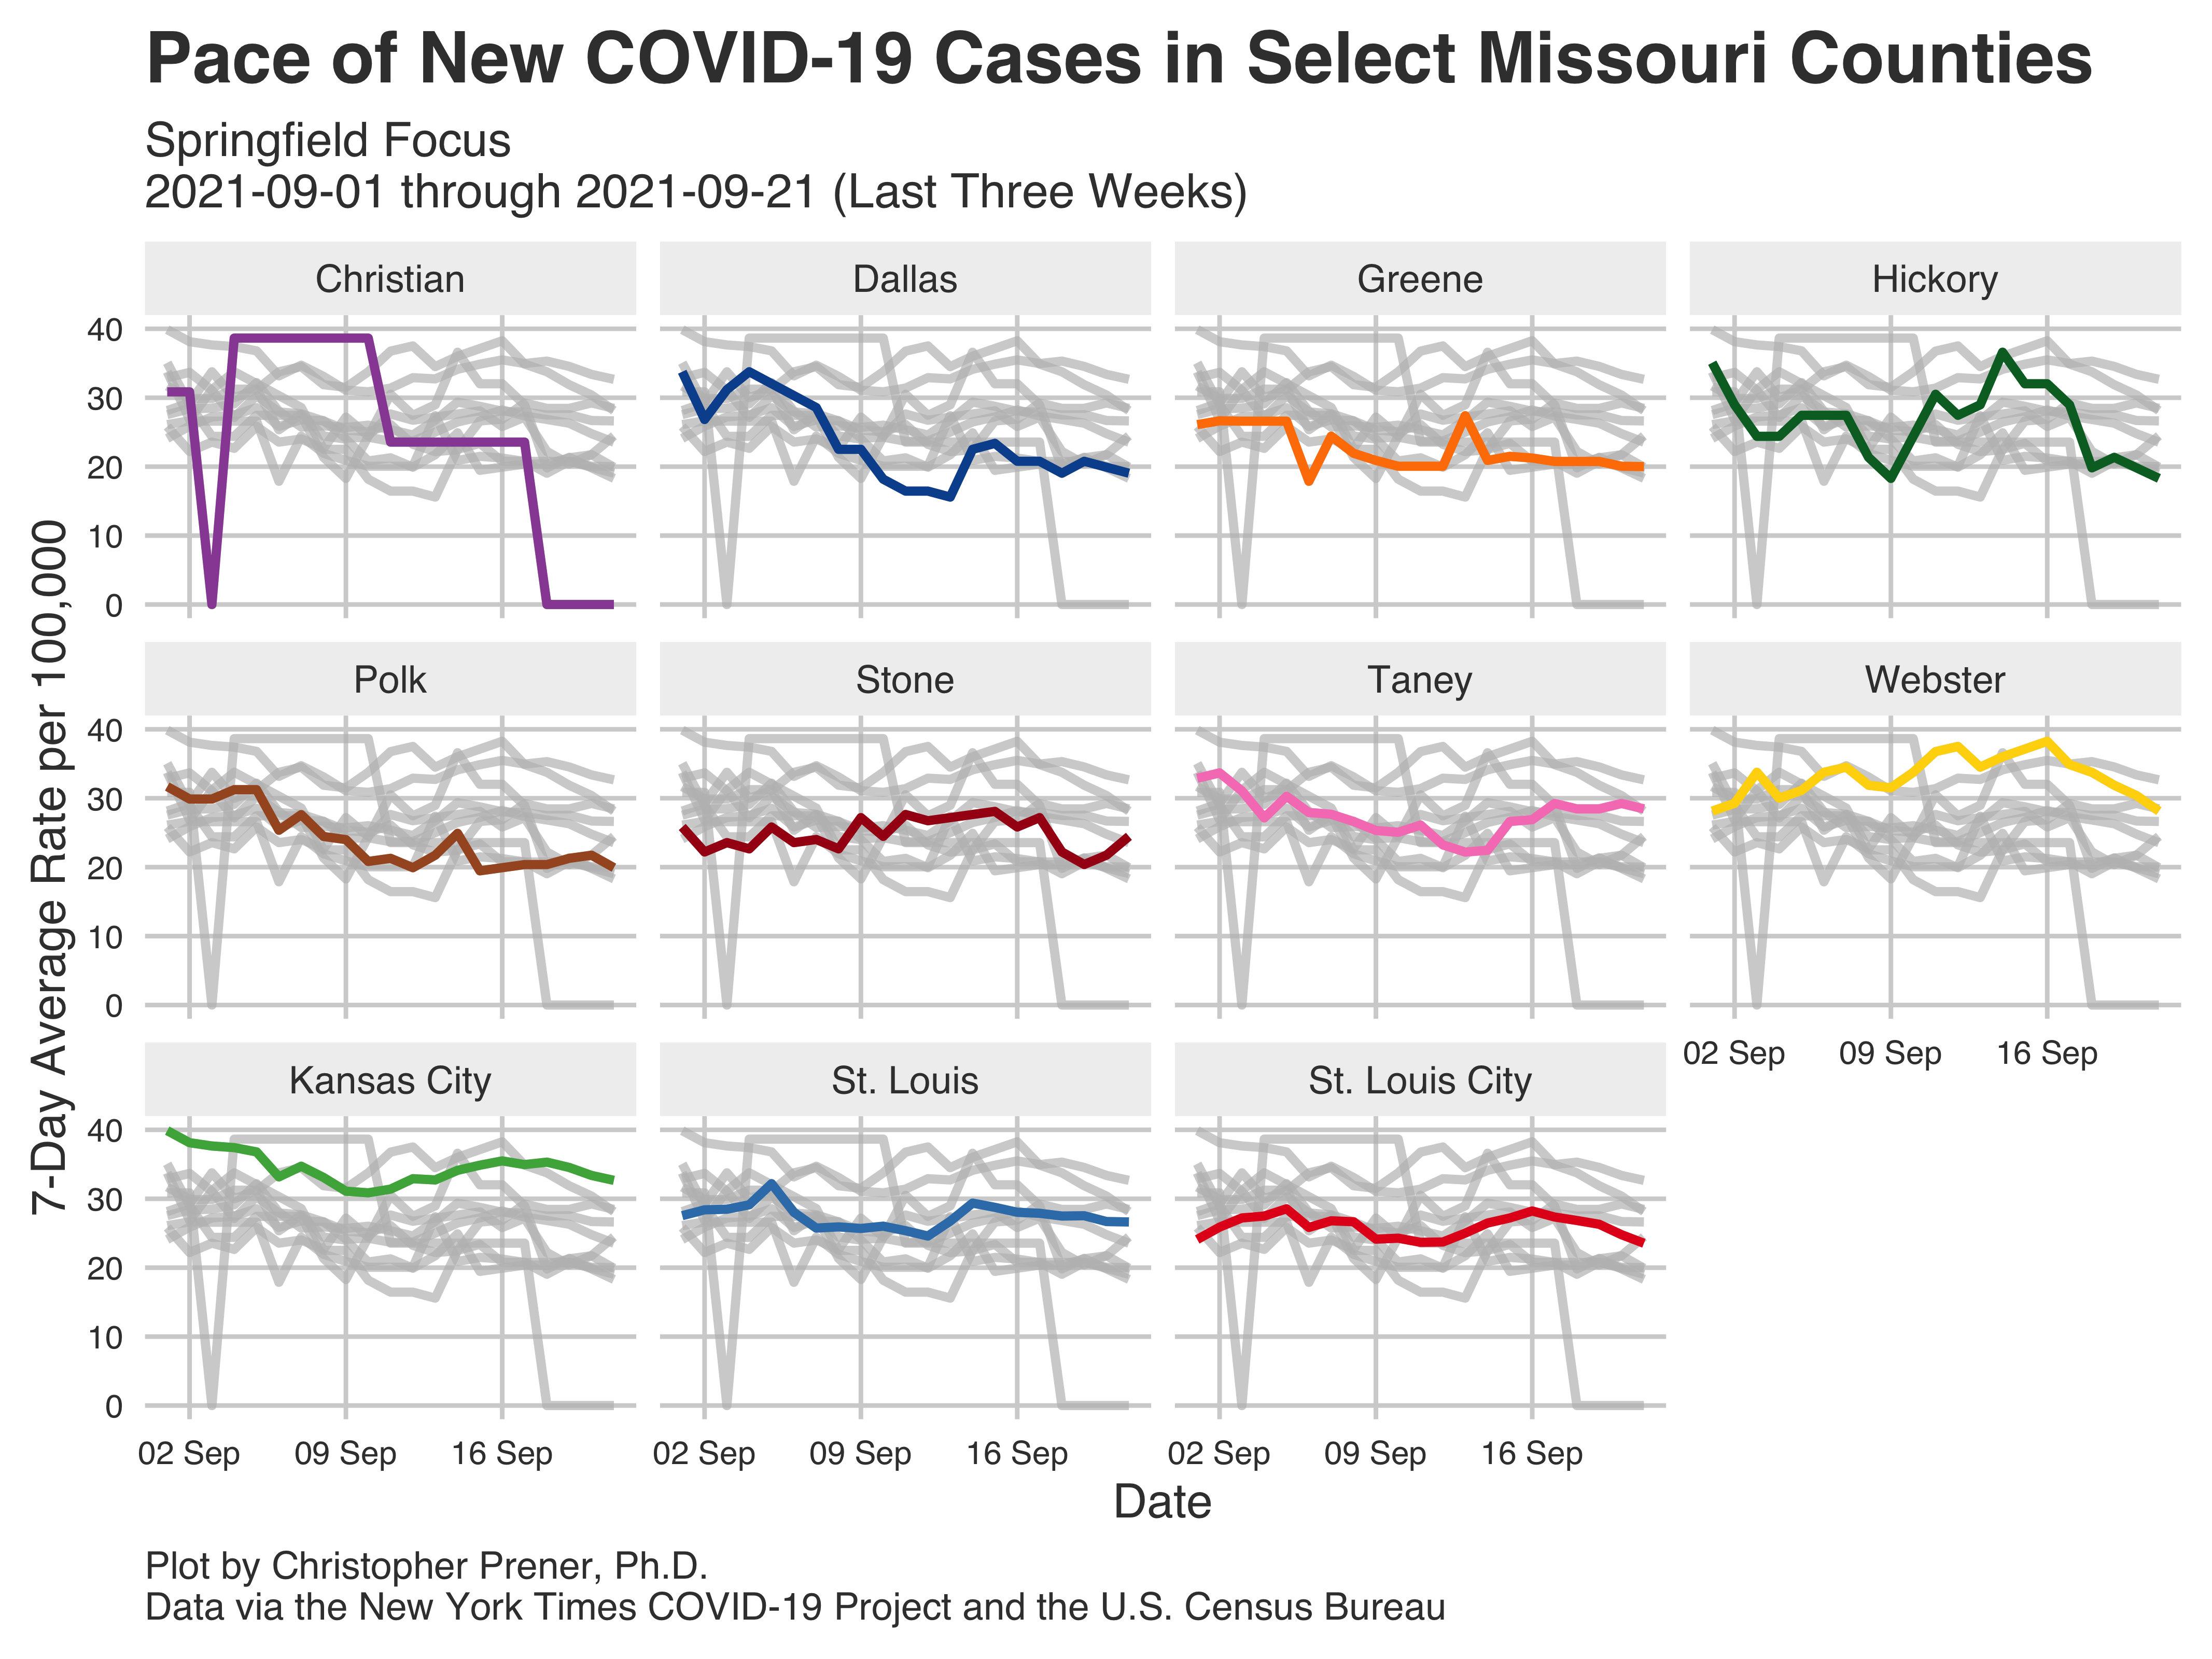 Pace of New COVID-19 Cases in Select Missouri Counties
Springfield Focus
2021-09-01 through 2021-09-21 (Last Three Weeks)
Christian
Dallas
Greene
Hickory
40
30
20
10
0
Polk
Stone
Taney
Webster
40
30
20
10
0
02 Sep 09 Sep 16 Sep
Kansas City
St. Louis
St. Louis City
40
30
20
10
0
02 Sep 09 Sep 16 Sep
02 Sep 09 Sep 16 Sep
02 Sep 09 Sep 16 Sep
7-Day Average Rate per 100,000
Date
Plot by Christopher Prener, Ph.D.
Data via the New York Times COVID-19 Project and the U.S. Census Bureau